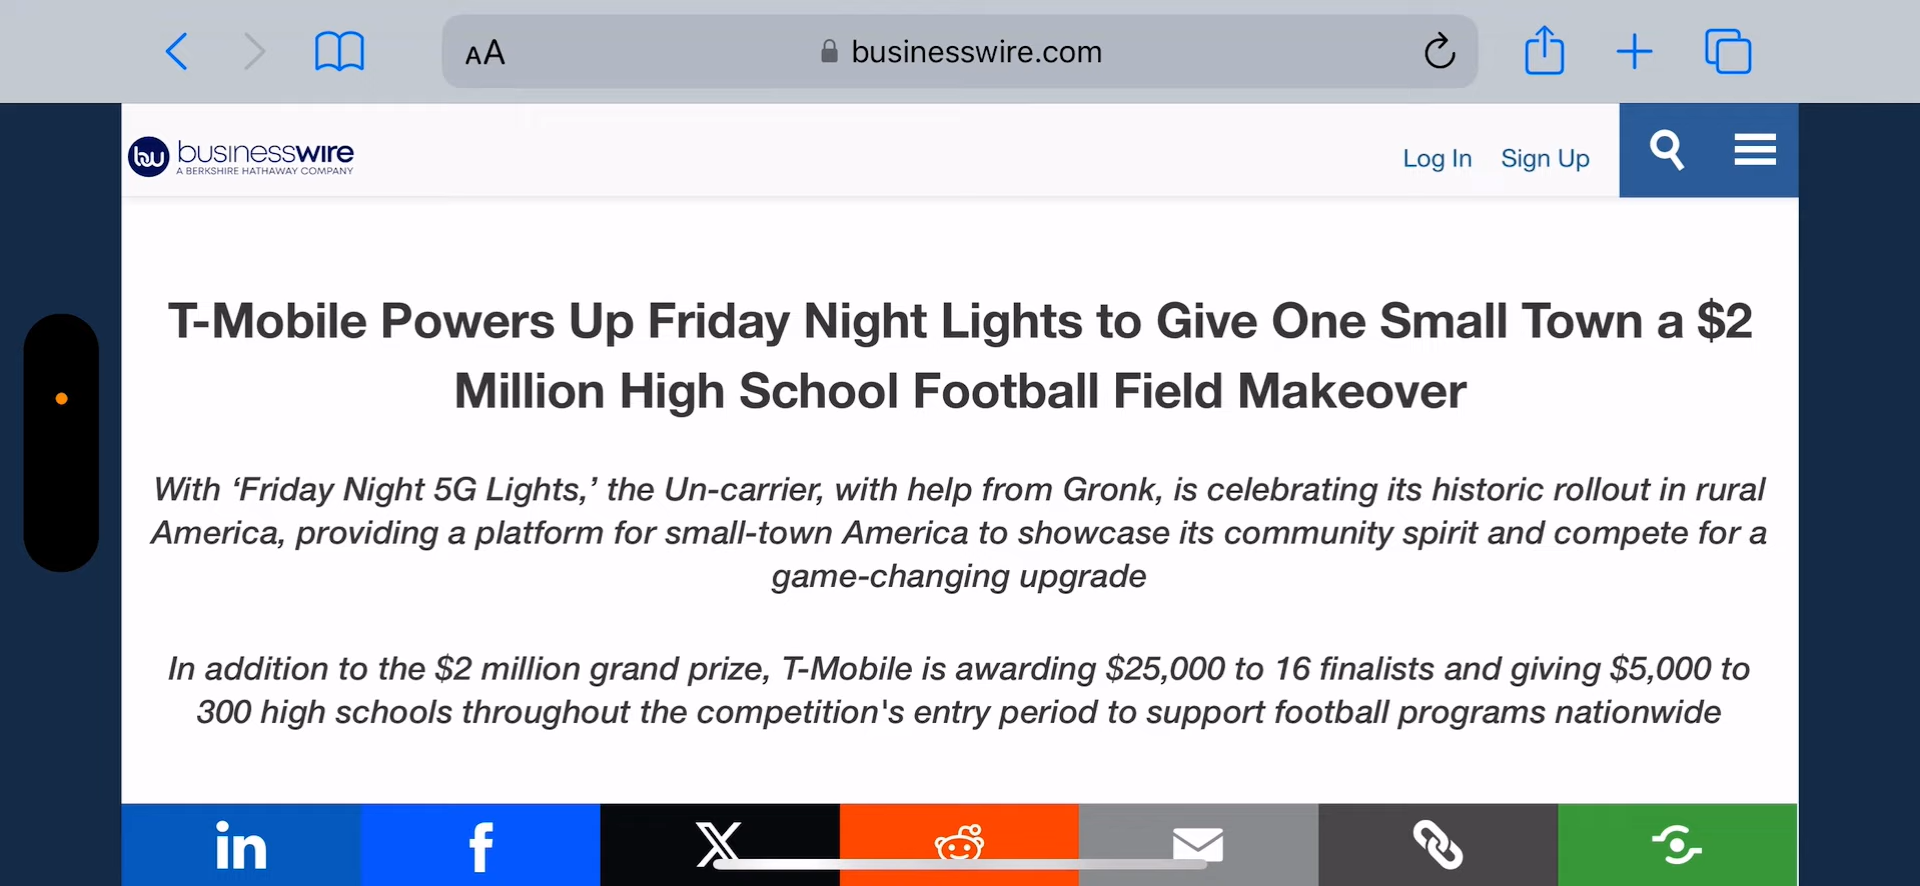 AA
businesswire.com
bw businesswire
A BERKSHIRE HATHAWAY COMPANY
Log In Sign Up
T-Mobile Powers Up Friday Night Lights to Give One Small Town a $2
Million High School Football Field Makeover
With ‘Friday Night 5G Lights,’ the Un-carrier, with help from Gronk, is celebrating its historic rollout in rural
America, providing a platform for small-town America to showcase its community spirit and compete for a
game-changing upgrade
In addition to the $2 million grand prize, T-Mobile is awarding $25,000 to 16 finalists and giving $5,000 to
300 high schools throughout the competition's entry period to support football programs nationwide
in f X